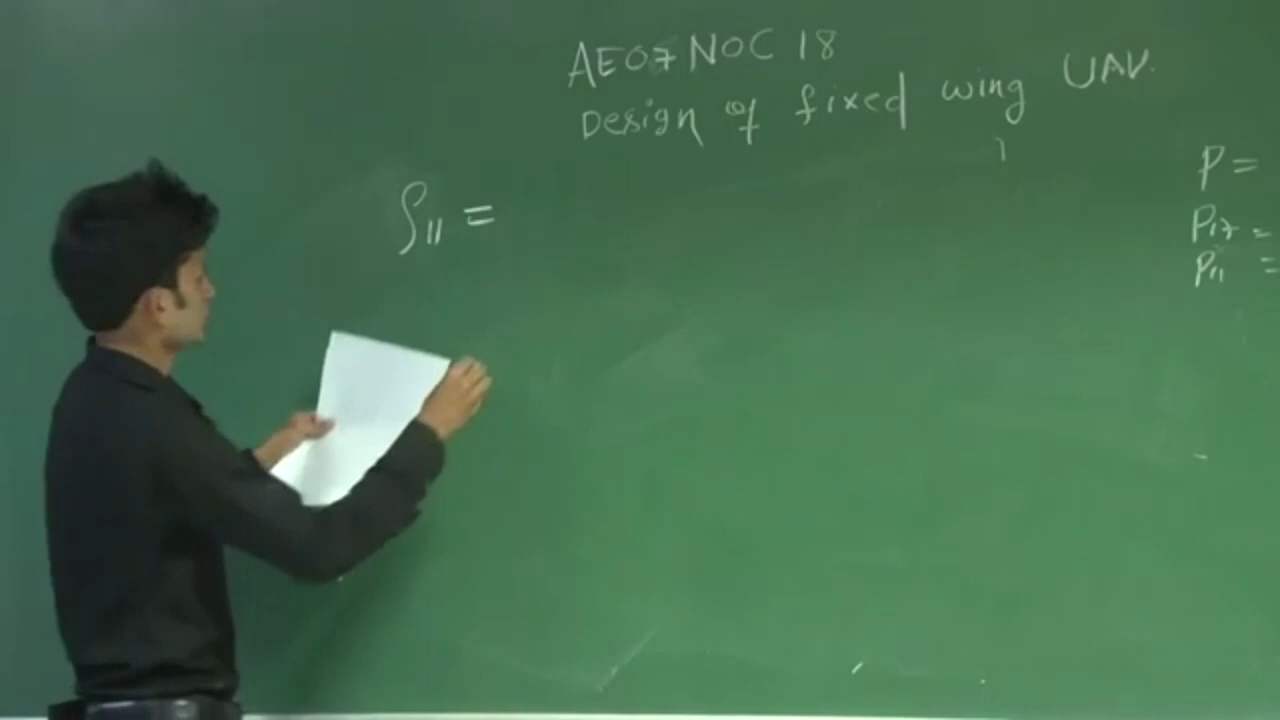 AE07 NOC 18
Design of fixed wing UAV.
ρ₁₁ =
P =
P₁₇ =
P₁₁ =